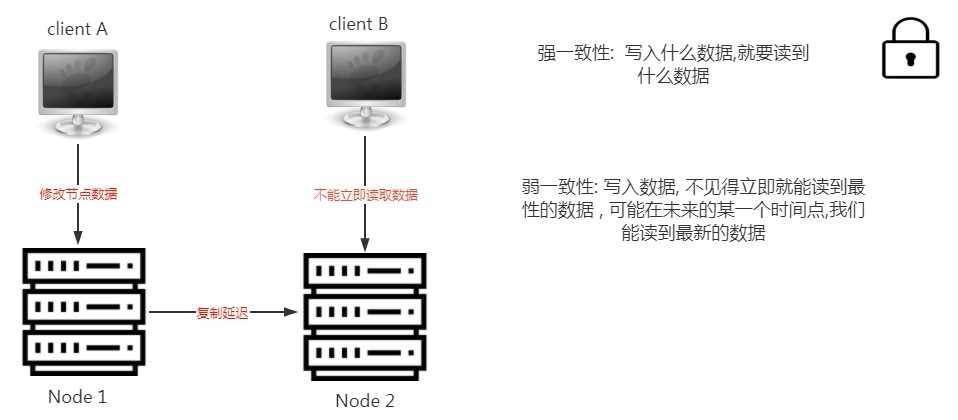 client A
client B
强一致性: 写入什么数据,就要读到
什么数据
修改节点数据
不能立即读取数据
弱一致性: 写入数据, 不见得立即就能读到最
性的数据 , 可能在未来的某一个时间点,我们
能读到最新的数据
复制延迟
Node 1
Node 2